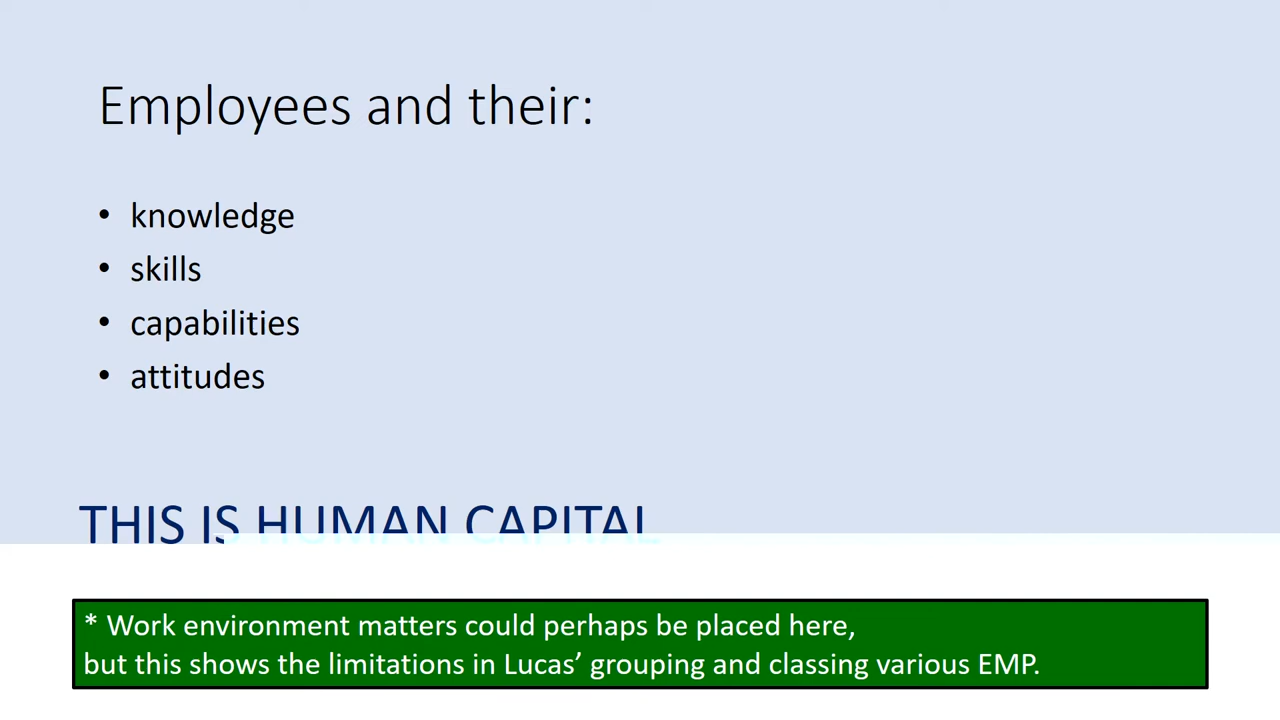 Employees and their:
• knowledge
• skills
• capabilities
• attitudes
THIS IS HUMAN CAPITAL
* Work environment matters could perhaps be placed here,
but this shows the limitations in Lucas’ grouping and classing various EMP.